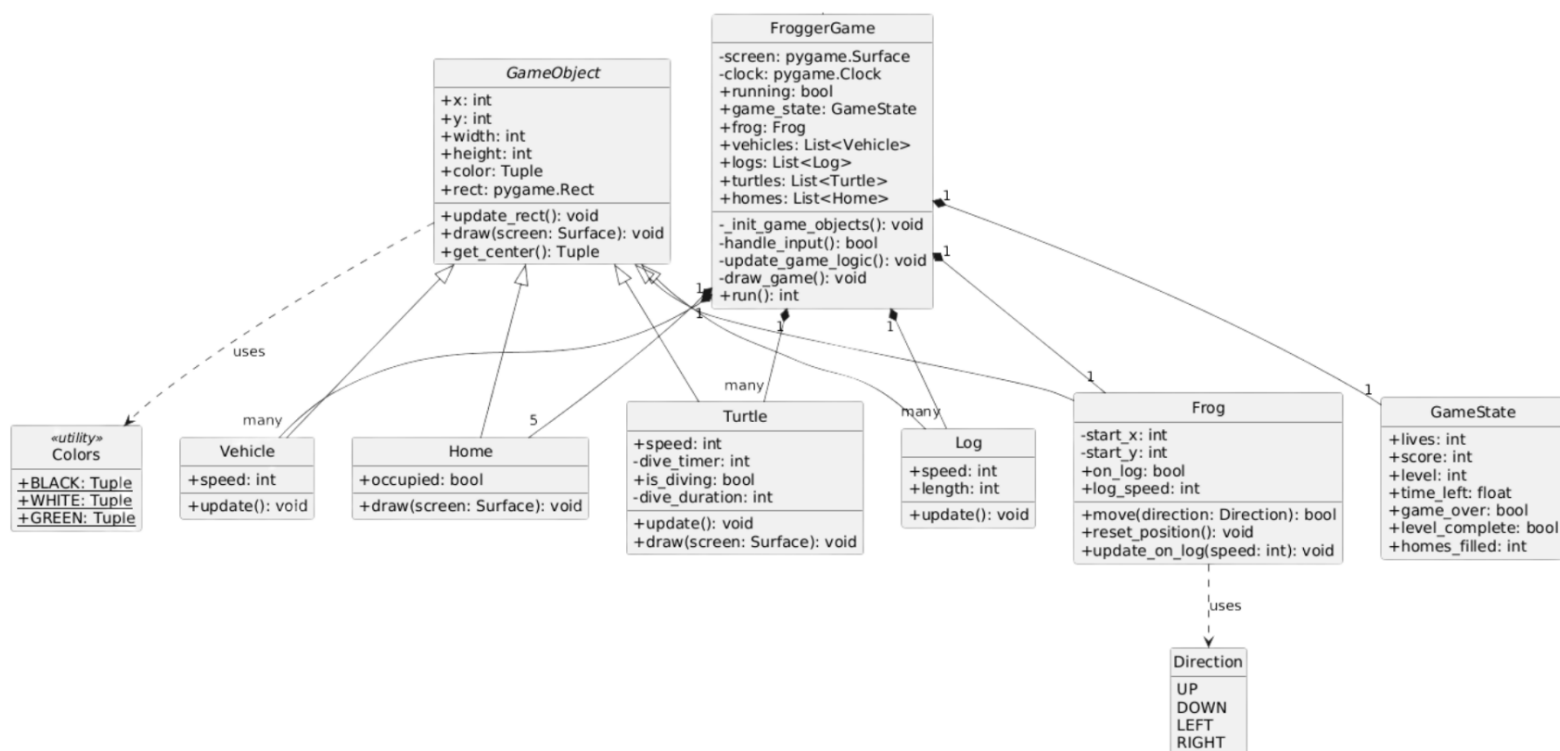 FroggerGame
-screen: pygame.Surface
-clock: pygame.Clock
+running: bool
+game_state: GameState
+frog: Frog
+vehicles: List<Vehicle>
+logs: List<Log>
+turtles: List<Turtle>
+homes: List<Home>
-_init_game_objects(): void
-handle_input(): bool
-update_game_logic(): void
-draw_game(): void
+run(): int
GameObject
+x: int
+y: int
+width: int
+height: int
+color: Tuple
+rect: pygame.Rect
+update_rect(): void
+draw(screen: Surface): void
+get_center(): Tuple
1
1
1
1
1
1
uses
many
5
many
many
1
1
«utility»
Colors
+BLACK: Tuple
+WHITE: Tuple
+GREEN: Tuple
Vehicle
+speed: int
+update(): void
Home
+occupied: bool
+draw(screen: Surface): void
Turtle
+speed: int
-dive_timer: int
+is_diving: bool
-dive_duration: int
+update(): void
+draw(screen: Surface): void
Log
+speed: int
+length: int
+update(): void
Frog
-start_x: int
-start_y: int
+on_log: bool
+log_speed: int
+move(direction: Direction): bool
+reset_position(): void
+update_on_log(speed: int): void
GameState
+lives: int
+score: int
+level: int
+time_left: float
+game_over: bool
+level_complete: bool
+homes_filled: int
uses
Direction
UP
DOWN
LEFT
RIGHT